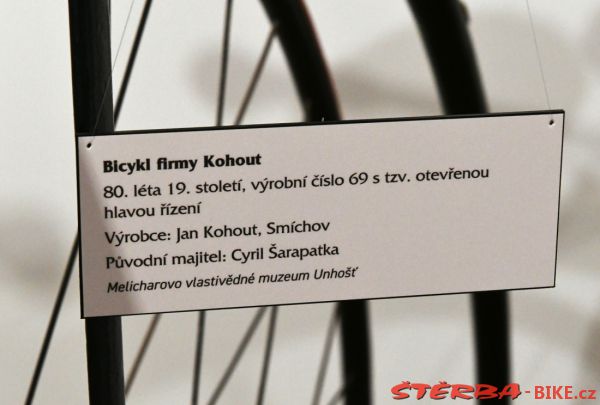 Bicykl firmy Kohout
80. léta 19. století, výrobní číslo 69 s tzv. otevřenou
hlavou řízení
Výrobce: Jan Kohout, Smíchov
Původní majitel: Cyril Šarapatka
Melicharovo vlastivědné muzeum Unhošť
ŠTĚRBA-BIKE.cz